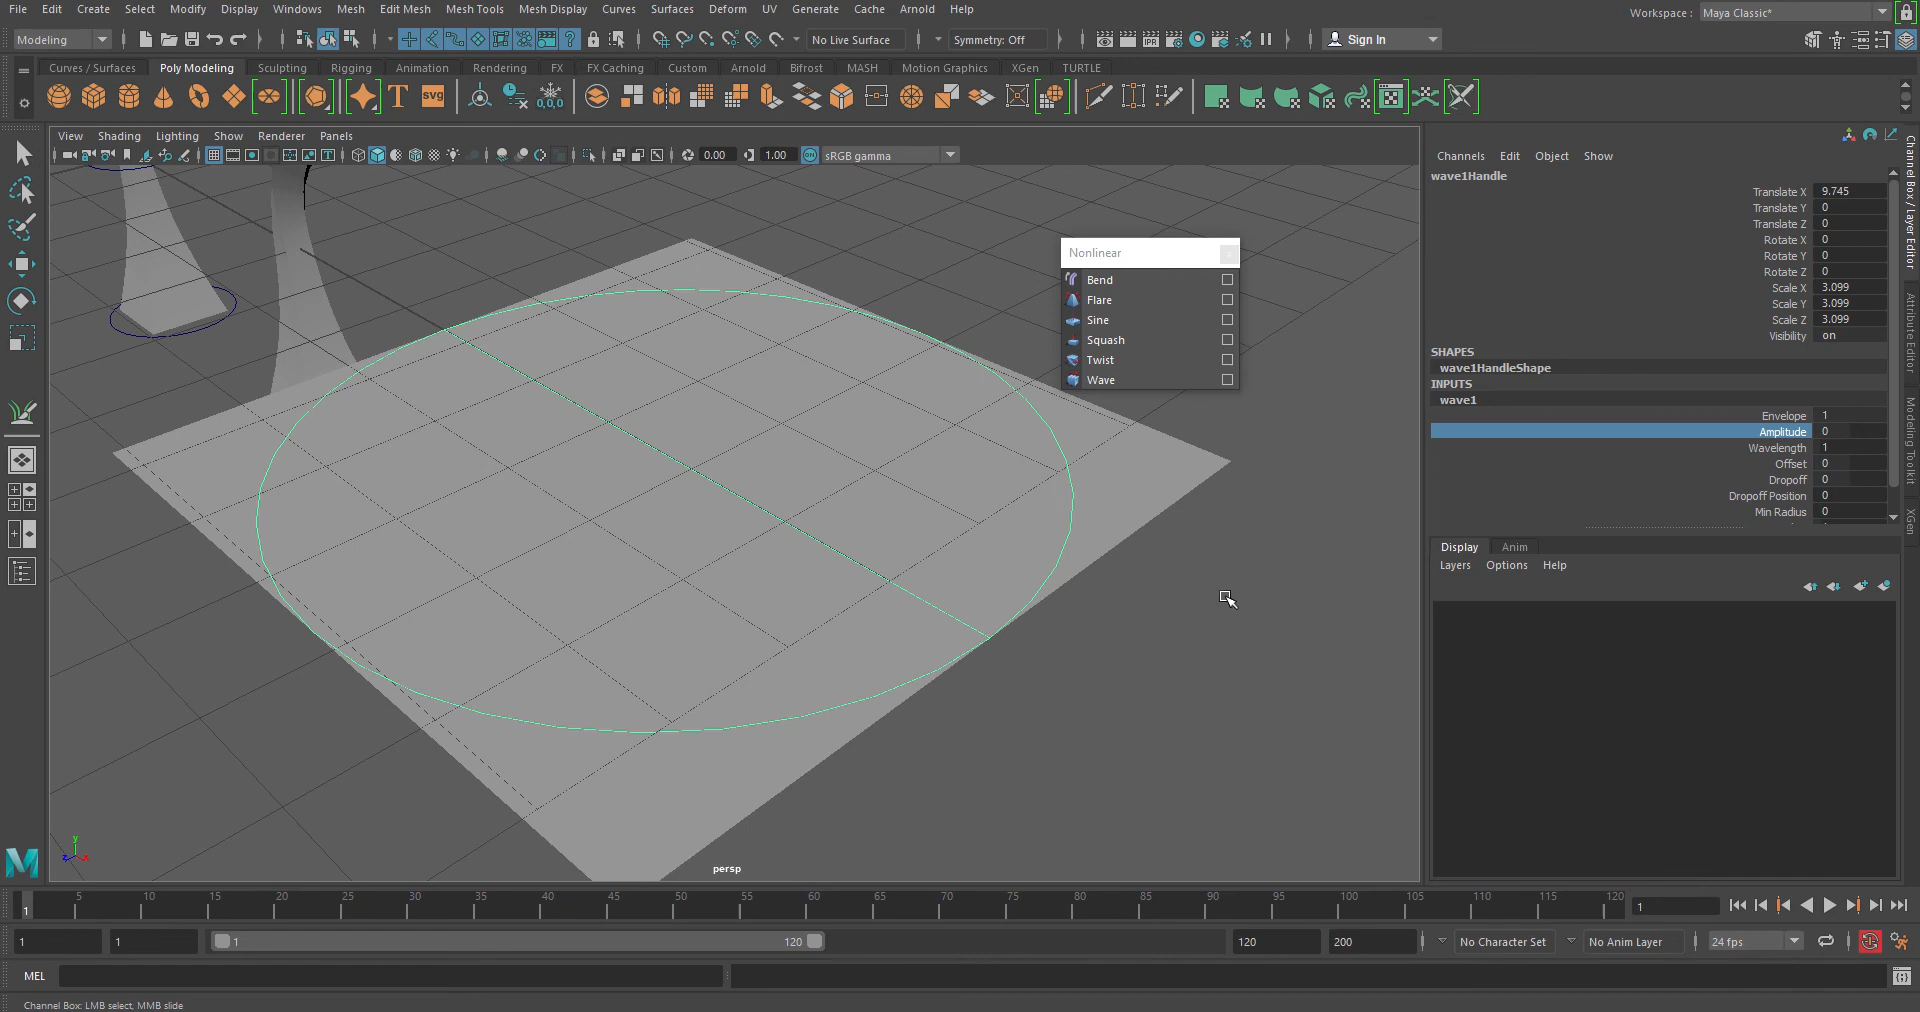 File Edit Create Select Modify Display Windows Mesh Edit Mesh Mesh Tools Mesh Display Curves Surfaces Deform UV Generate Cache Arnold Help
Workspace : Maya Classic*
Modeling No Live Surface Symmetry: Off Sign In
Curves / Surfaces Poly Modeling Sculpting Rigging Animation Rendering FX FX Caching Custom Arnold Bifrost MASH Motion Graphics XGen TURTLE
T SVG 0,0,0
View Shading Lighting Show Renderer Panels
0.00 1.00 sRGB gamma
Channels Edit Object Show
wave1Handle
Translate X 9.745
Translate Y 0
Translate Z 0
Rotate X 0
Rotate Y 0
Rotate Z 0
Scale X 3.099
Scale Y 3.099
Scale Z 3.099
Visibility on
SHAPES
wave1HandleShape
INPUTS
wave1
Envelope 1
Amplitude 0
Wavelength 1
Offset 0
Dropoff 0
Dropoff Position 0
Min Radius 0
Channel Box / Layer Editor
Attribute Editor
Modeling Toolkit
XGen
Nonlinear
Bend
Flare
Sine
Squash
Twist
Wave
Display Anim
Layers Options Help
y
z x
persp
5 10 15 20 25 30 35 40 45 50 55 60 65 70 75 80 85 90 95 100 105 110 115 120
1 1
1 1 1 120 120 200 No Character Set No Anim Layer 24 fps
MEL
Channel Box: LMB select, MMB slide